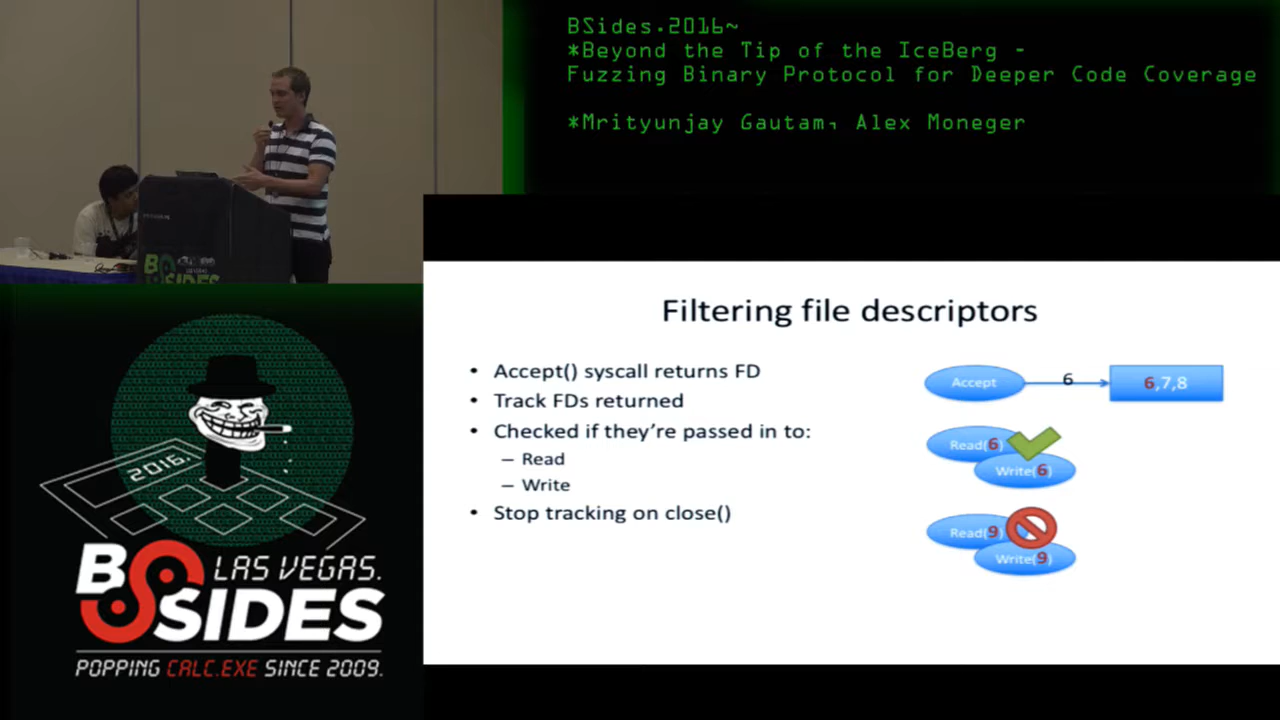 BSides.2016~
*Beyond the Tip of the IceBerg -
Fuzzing Binary Protocol for Deeper Code Coverage
*Mrityunjay Gautam, Alex Moneger
Filtering file descriptors
• Accept() syscall returns FD
• Track FDs returned
• Checked if they're passed in to:
– Read
– Write
• Stop tracking on close()
Accept
6
6,7,8
Read(6)
Write(6)
Read(9)
Write(9)
BSIDES
2016.
BSIDES
LAS VEGAS.
POPPING CALC.EXE SINCE 2009.